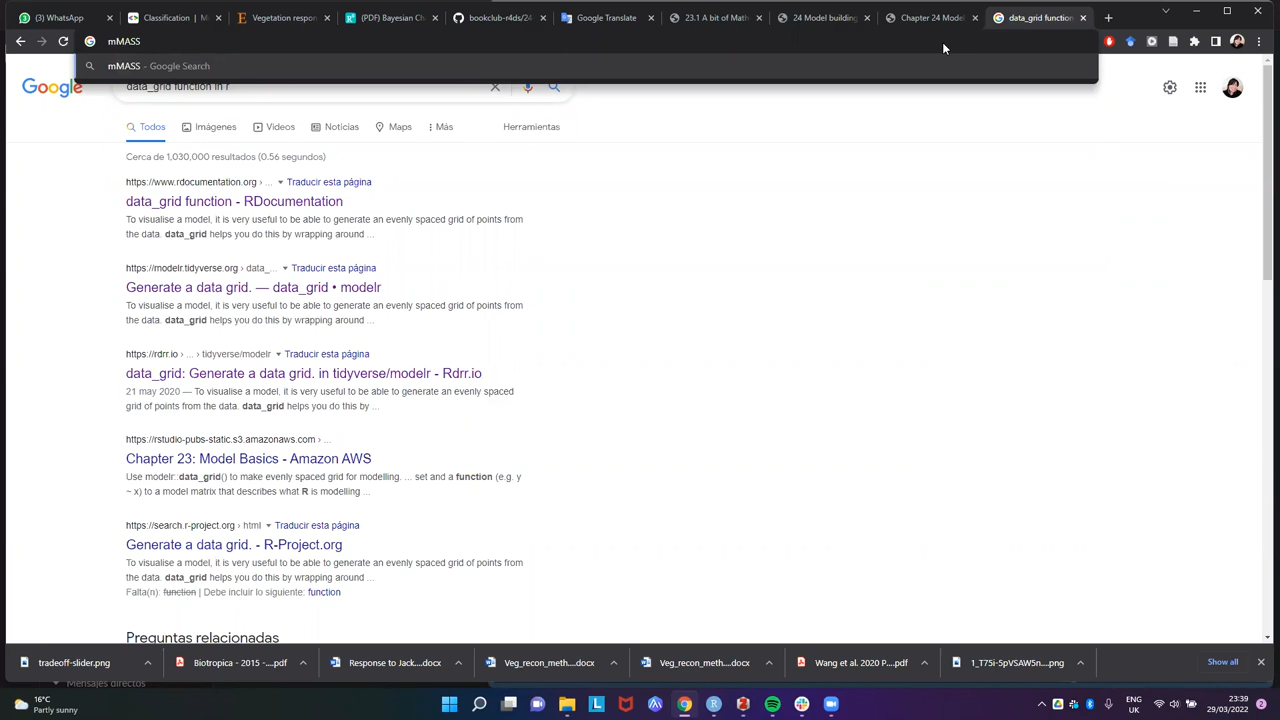 WhatsApp
Classification | M
Vegetation respon
(PDF) Bayesian Ch
bookclub-r4ds/24
Google Translate
23.1 A bit of Math
24 Model building
Chapter 24 Model
data_grid function
mMASS
mMASS - Google Search
Google
data_grid function in r
Todos
Imágenes
Videos
Noticias
Maps
Más
Herramientas
Cerca de 1,030,000 resultados (0.56 segundos)
https://www.rdocumentation.org › ... Traducir esta página
data_grid function - RDocumentation
To visualise a model, it is very useful to be able to generate an evenly spaced grid of points from
the data. data_grid helps you do this by wrapping around ...
https://modelr.tidyverse.org › data_... Traducir esta página
Generate a data grid. — data_grid • modelr
To visualise a model, it is very useful to be able to generate an evenly spaced grid of points from
the data. data_grid helps you do this by wrapping around ...
https://rdrr.io › ... › tidyverse/modelr Traducir esta página
data_grid: Generate a data grid. in tidyverse/modelr - Rdrr.io
21 may 2020 — To visualise a model, it is very useful to be able to generate an evenly spaced
grid of points from the data. data_grid helps you do this by ...
https://rstudio-pubs-static.s3.amazonaws.com › ...
Chapter 23: Model Basics - Amazon AWS
Use modelr::data_grid() to make evenly spaced grid for modelling. ... set and a function (e.g. y
~ x) to a model matrix that describes what R is modelling ...
https://search.r-project.org › html Traducir esta página
Generate a data grid. - R-Project.org
To visualise a model, it is very useful to be able to generate an evenly spaced grid of points from
the data. data_grid helps you do this by wrapping around ...
Falta(n): function | Debe incluir lo siguiente: function
Preguntas relacionadas
tradeoff-slider.png
Biotropica - 2015 -....pdf
Response to Jack....docx
Veg_recon_meth....docx
Veg_recon_meth....docx
Wang et al. 2020 P....pdf
1_T75i-5pVSAW5n....png
Show all
Mensajes directos
16°C
Partly sunny
ENG
UK
23:39
29/03/2022
2